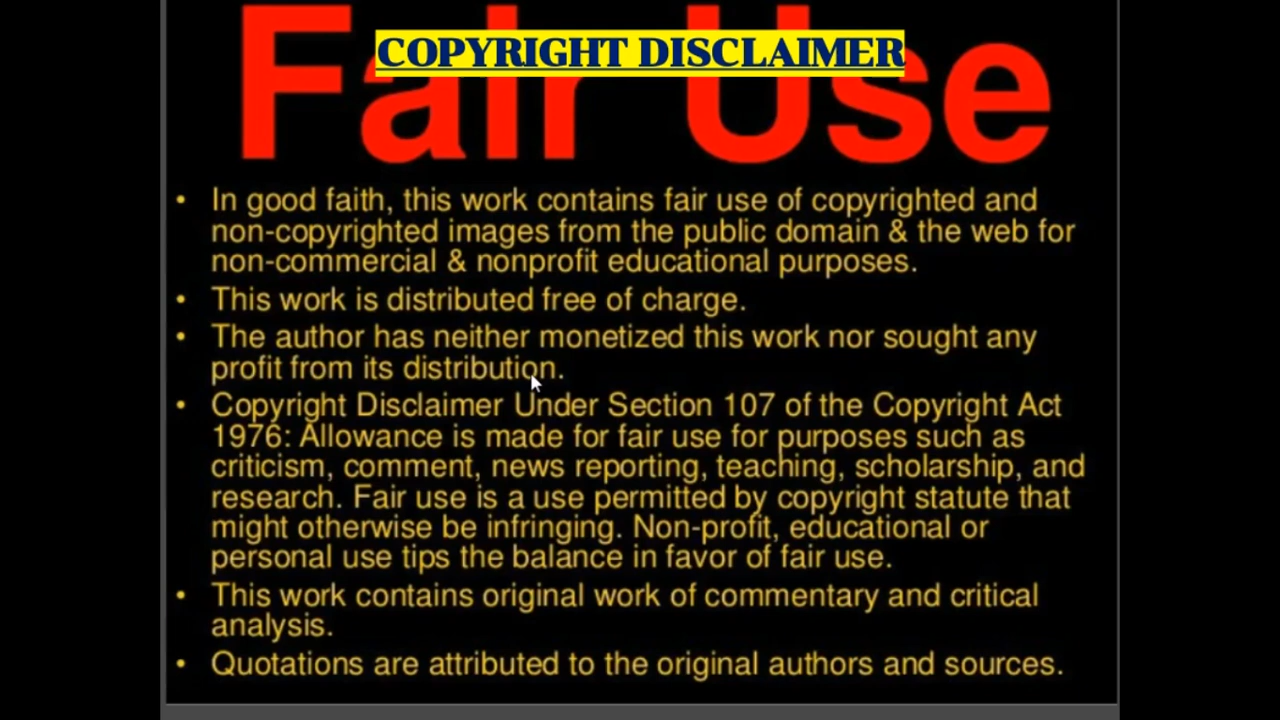 Fair Use
COPYRIGHT DISCLAIMER
• In good faith, this work contains fair use of copyrighted and
non-copyrighted images from the public domain & the web for
non-commercial & nonprofit educational purposes.
• This work is distributed free of charge.
• The author has neither monetized this work nor sought any
profit from its distribution.
• Copyright Disclaimer Under Section 107 of the Copyright Act
1976: Allowance is made for fair use for purposes such as
criticism, comment, news reporting, teaching, scholarship, and
research. Fair use is a use permitted by copyright statute that
might otherwise be infringing. Non-profit, educational or
personal use tips the balance in favor of fair use.
• This work contains original work of commentary and critical
analysis.
• Quotations are attributed to the original authors and sources.